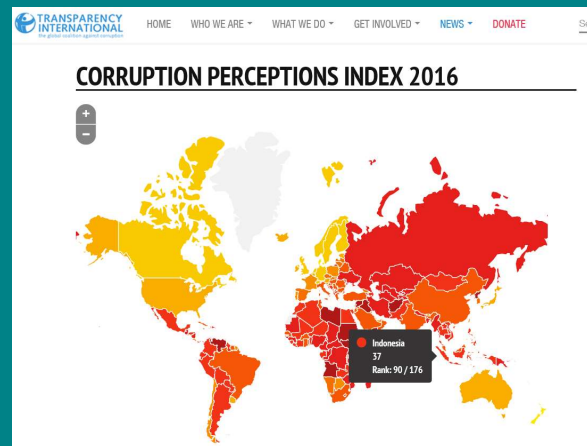 TRANSPARENCY
INTERNATIONAL
the global coalition against corruption
HOME
WHO WE ARE
WHAT WE DO
GET INVOLVED
NEWS
DONATE
CORRUPTION PERCEPTIONS INDEX 2016
+
−
Indonesia
37
Rank: 90 / 176